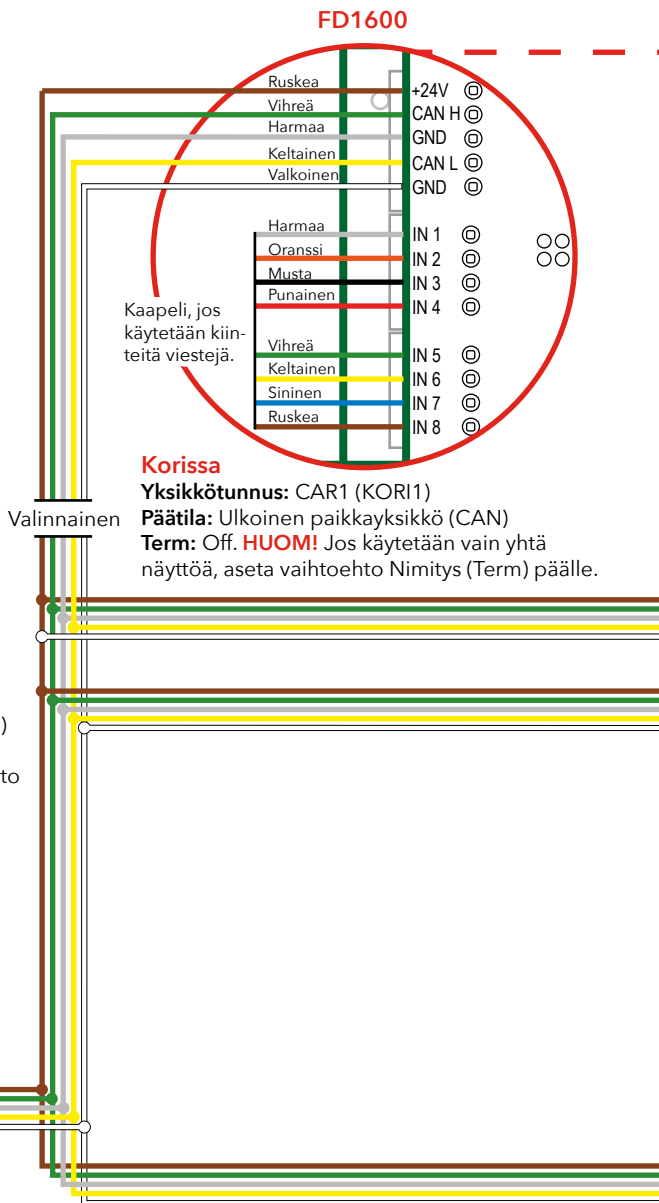 FD1600
Ruskea
+24V
Vihreä
CAN H
Harmaa
GND
Keltainen
CAN L
Valkoinen
GND
Harmaa
IN 1
Oranssi
IN 2
Musta
IN 3
Punainen
IN 4
Kaapeli, jos
käytetään kiin-
teitä viestejä.
Vihreä
IN 5
Keltainen
IN 6
Sininen
IN 7
Ruskea
IN 8
Korissa
Yksikkötunnus: CAR1 (KORI1)
Päätila: Ulkoinen paikkayksikkö (CAN)
Term: Off. HUOM! Jos käytetään vain yhtä
näyttöä, aseta vaihtoehto Nimitys (Term) päälle.
Valinnainen
)
to